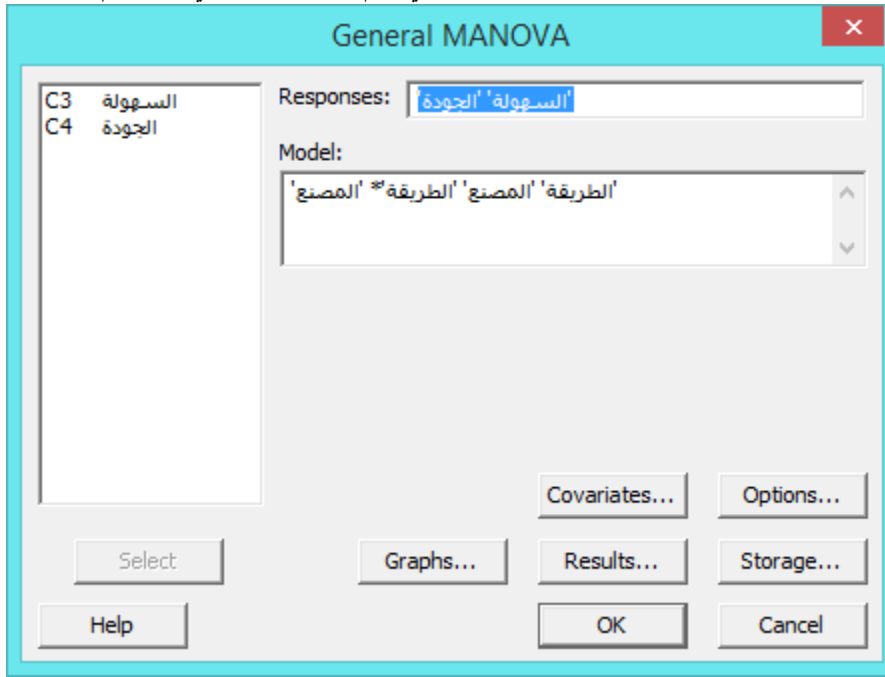 General MANOVA
C3 السهولة
C4 الجودة
Responses: 'السهولة' 'الجودة'
Model:
'الطريقة' 'المصنع' 'الطريقة'* 'المصنع'
Covariates...
Options...
Select
Graphs...
Results...
Storage...
Help
OK
Cancel